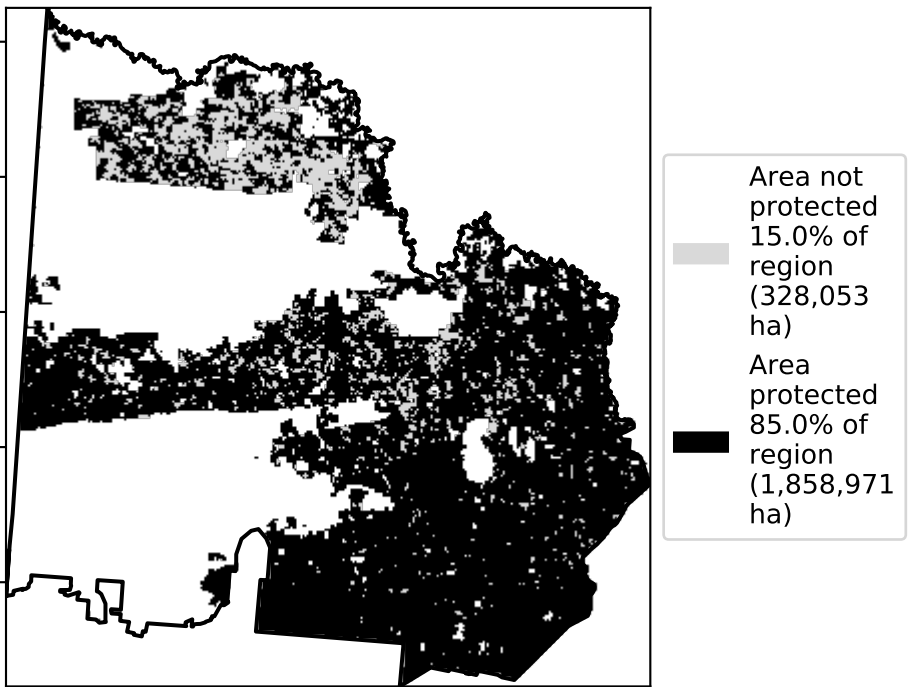 Area not
protected
15.0% of
region
(328,053
ha)
Area
protected
85.0% of
region
(1,858,971
ha)